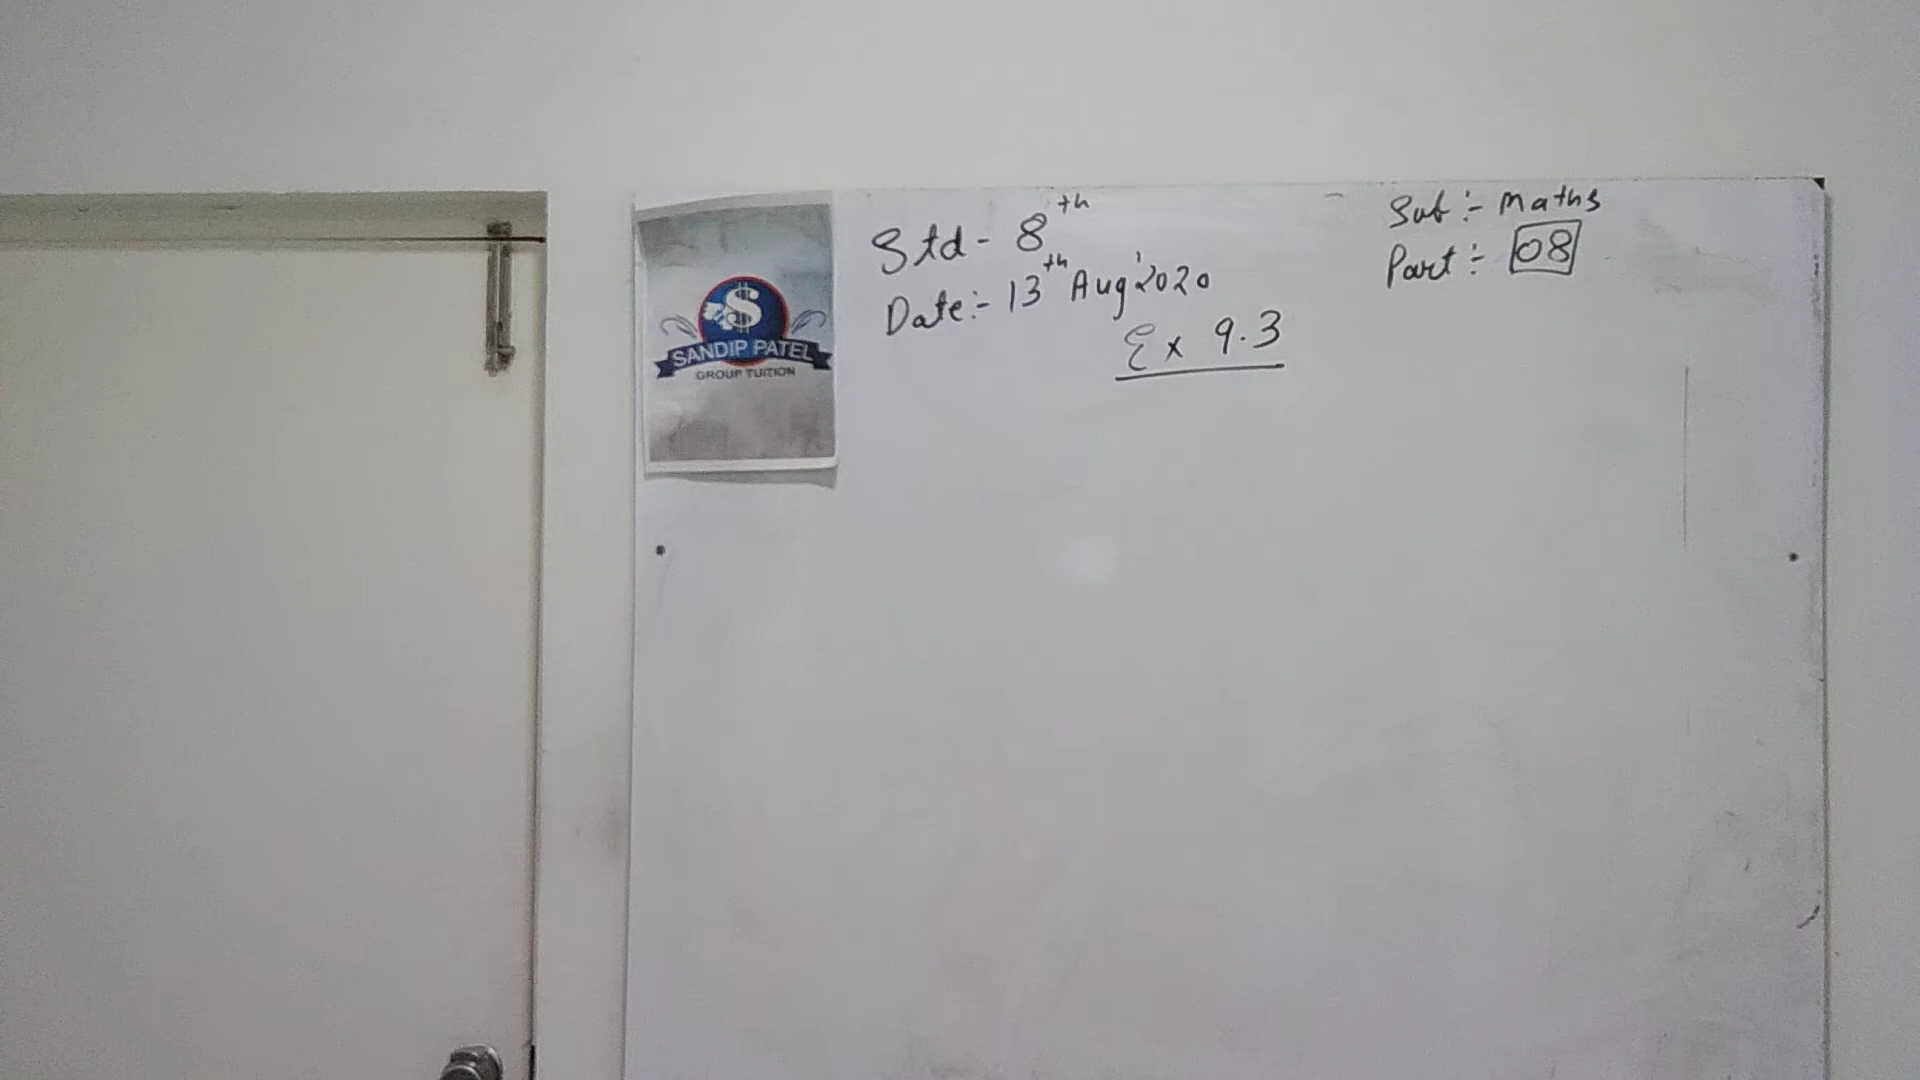 Std - 8th
Date :- 13th Aug'2020
Sub :- Maths
Part :- 08
Ex 9.3
$
SANDIP PATEL
GROUP TUITION